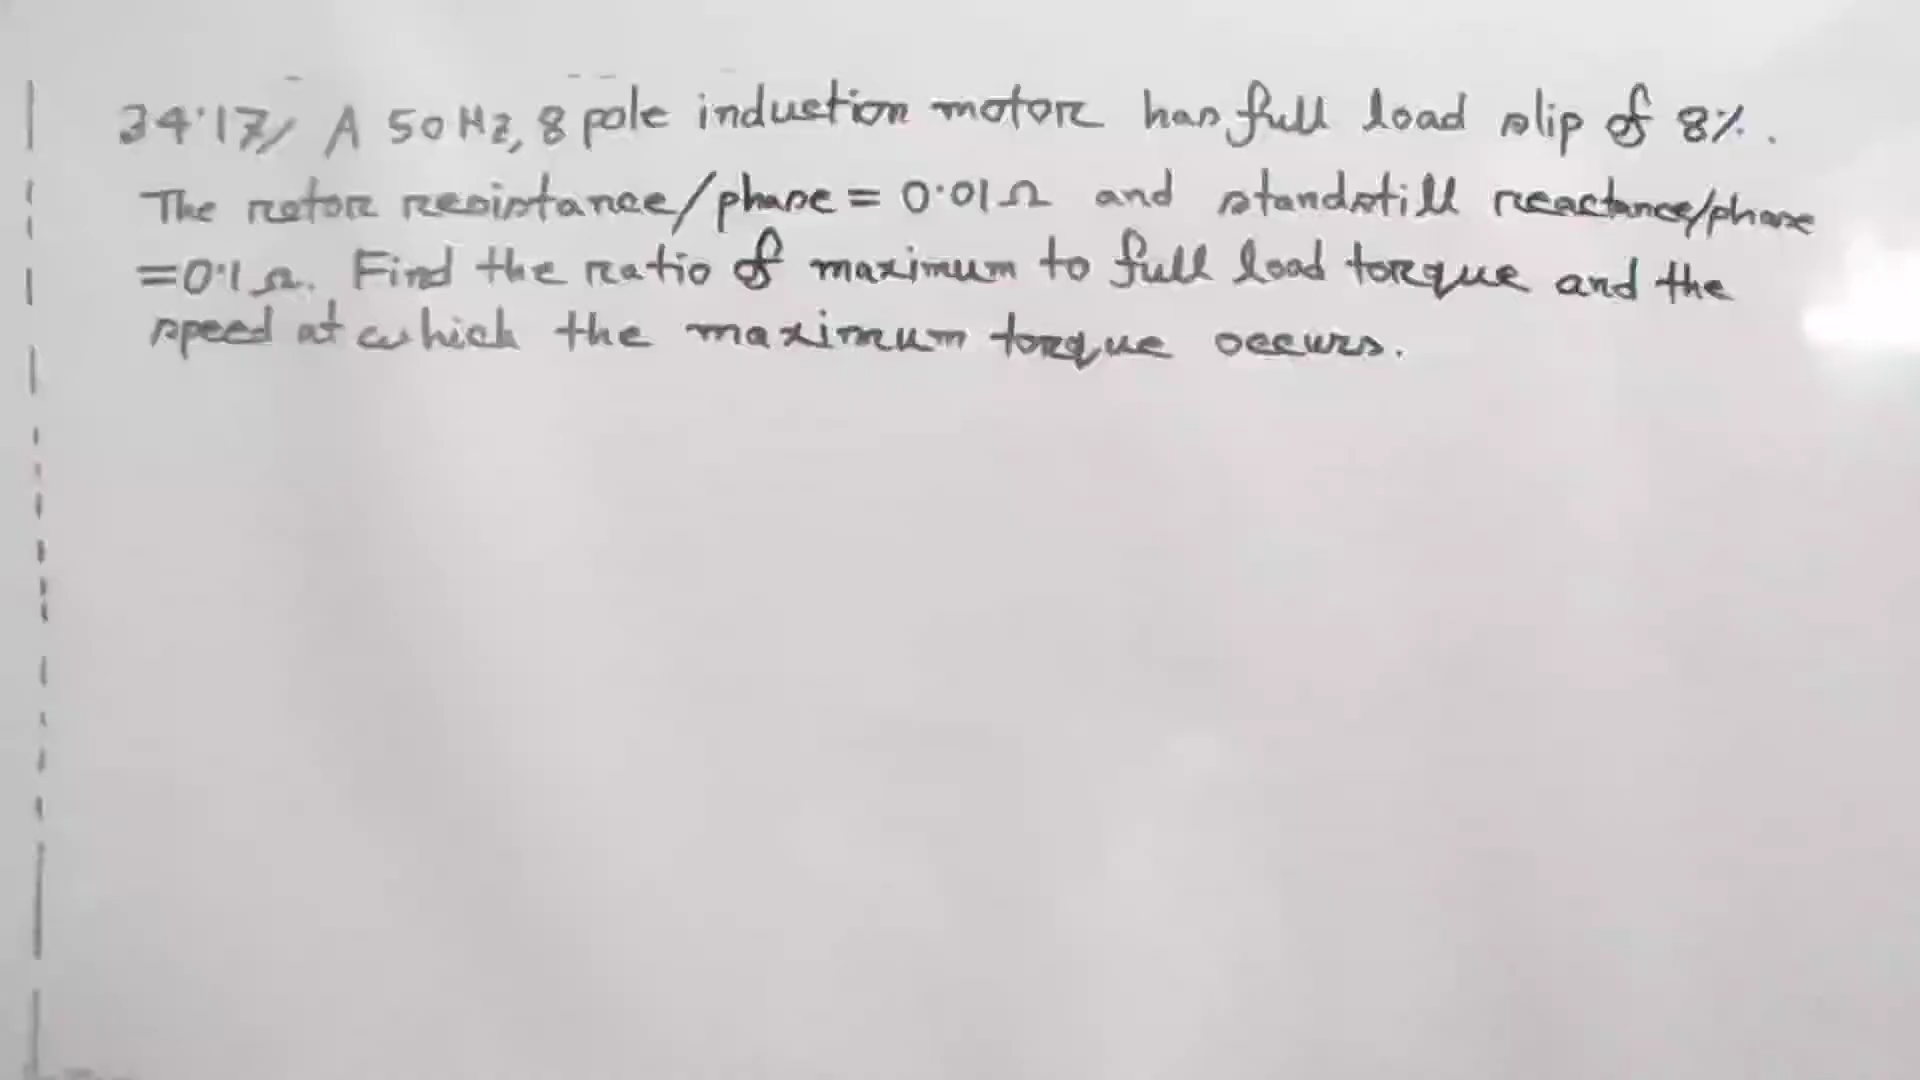 34.17/ A 50 Hz, 8 pole induction motor has full load slip of 8%.
The rotor resistance/phase = 0.01Ω and standstill reactance/phase
=0.1Ω. Find the ratio of maximum to full load torque and the
speed at which the maximum torque occurs.